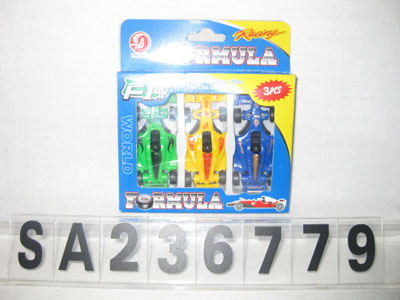 Racing
FORMULA
F1
3PCS
WORLD
FORMULA
SA236779